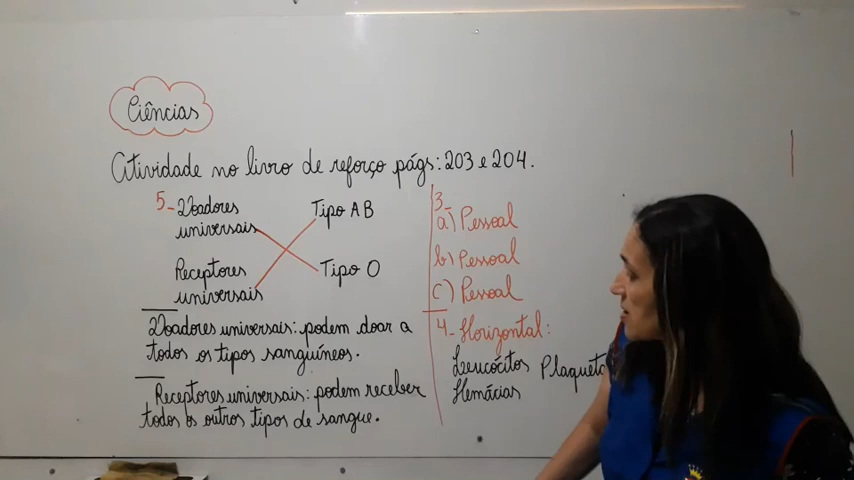 Ciências
Atividade no livro de reforço págs: 203 e 204.
5- Doadores
universais
Tipo AB
Receptores
universais
Tipo O
Doadores universais: podem doar a
todos os tipos sanguíneos.
Receptores universais: podem receber
todos os outros tipos de sangue.
3-
a) Pessoal
b) Pessoal
c) Pessoal
4- Horizontal:
Leucócitos Plaqueta
Hemácias